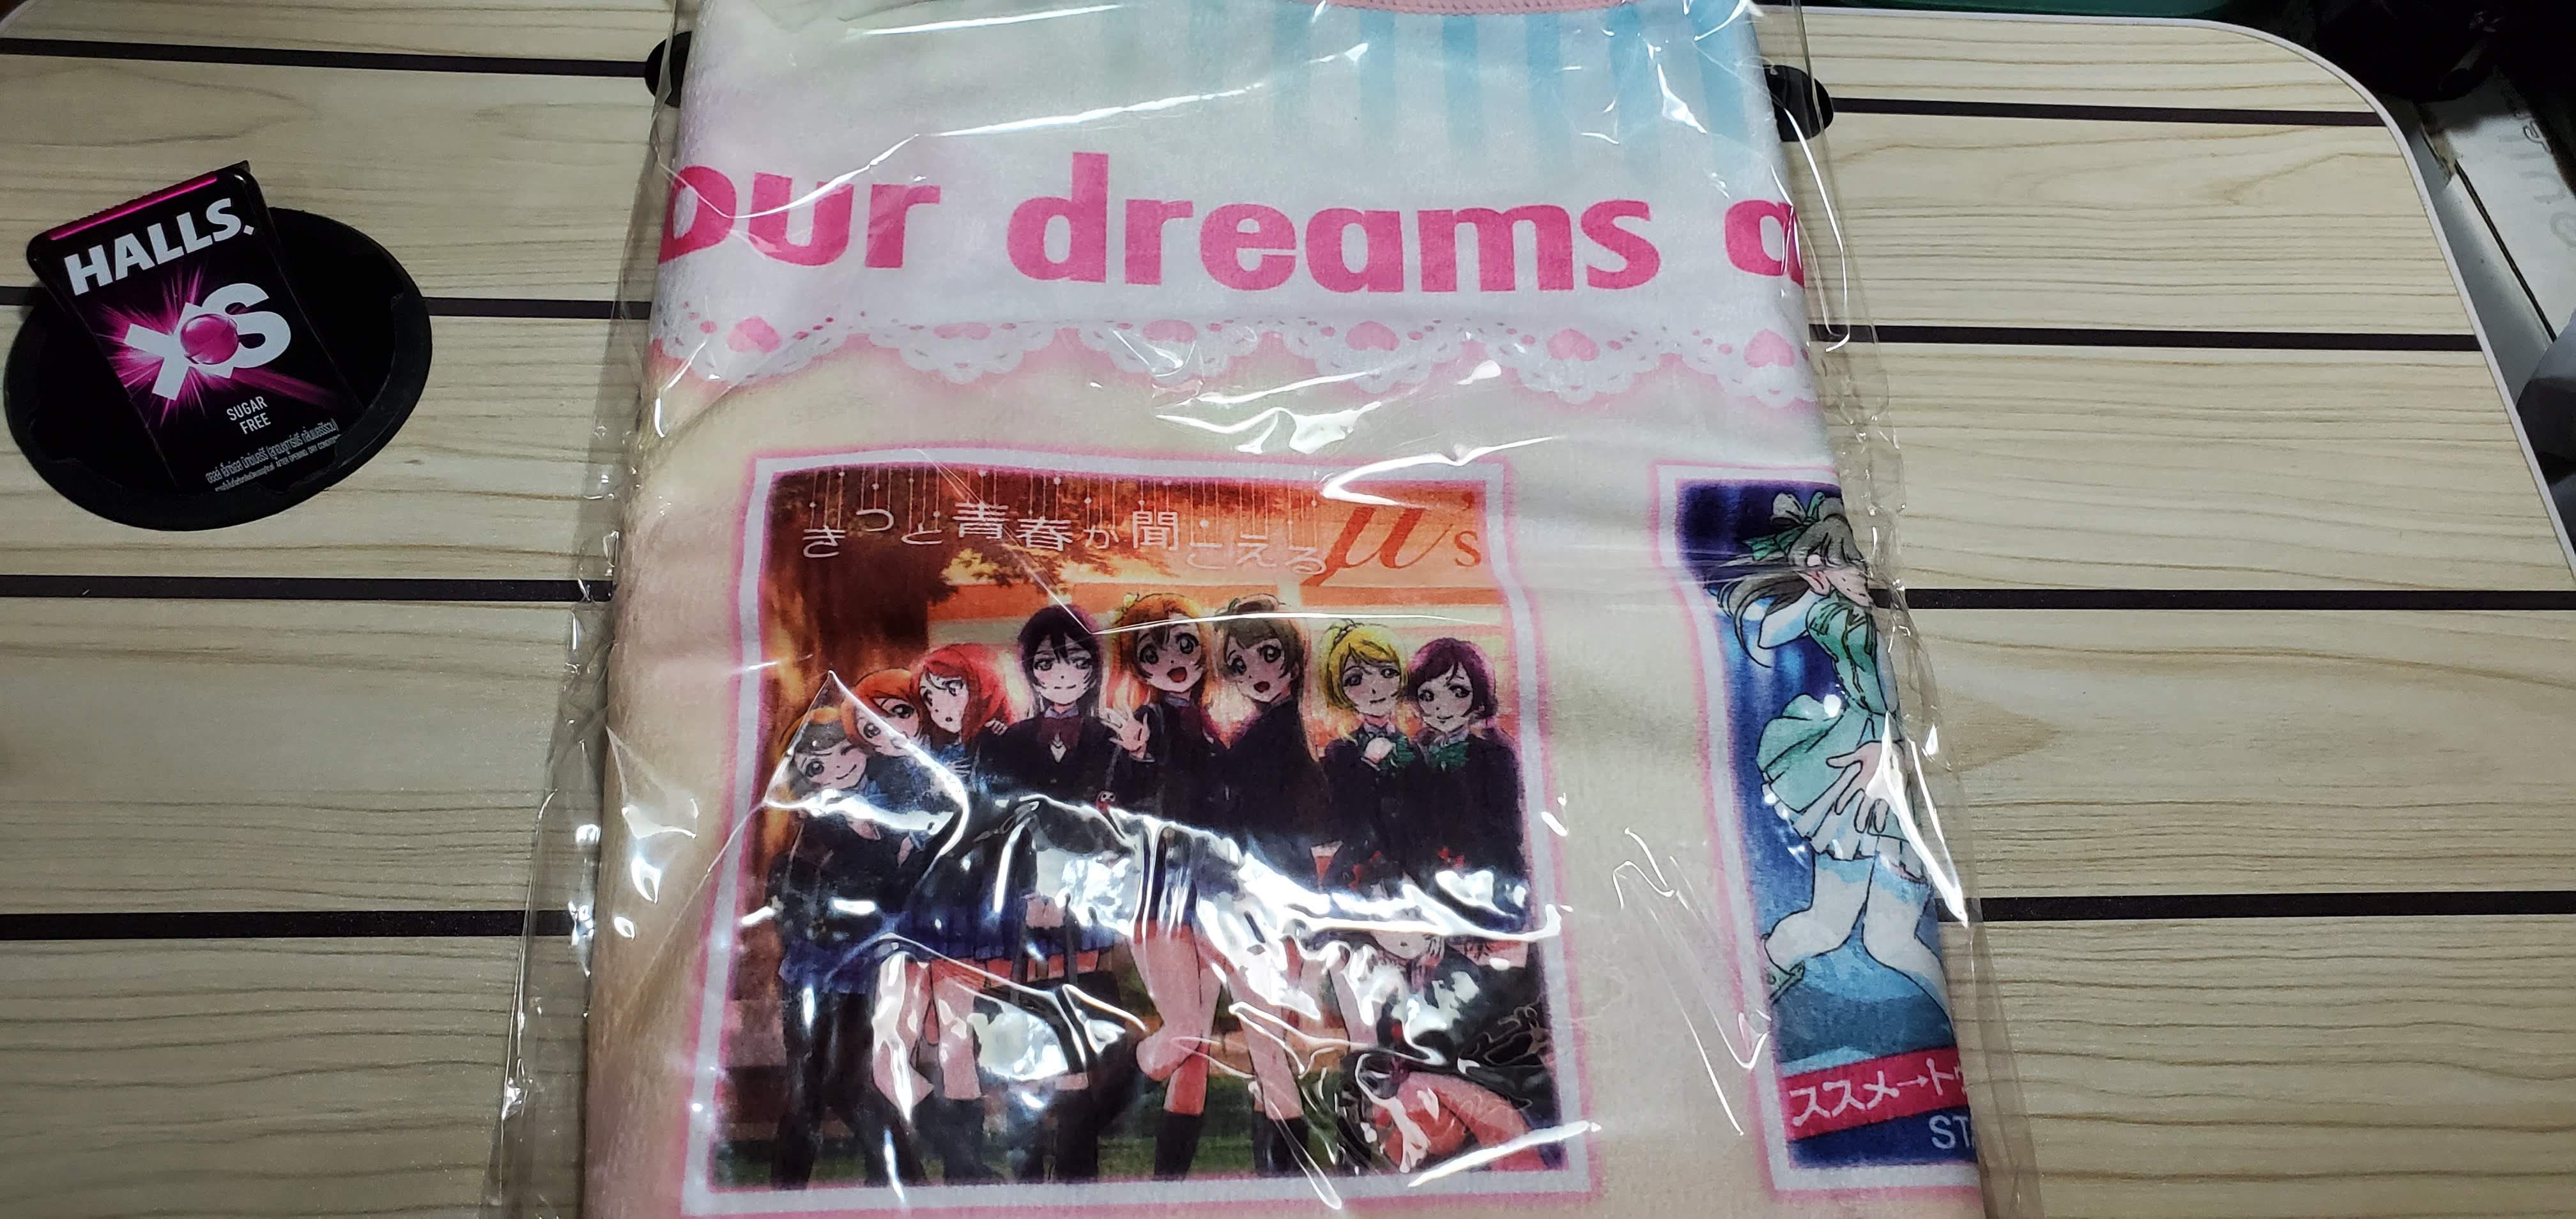 HALLS.
XS
SUGAR
FREE
our dreams a
きっと青春が聞こえる
μ's
ススメ→ト
ST